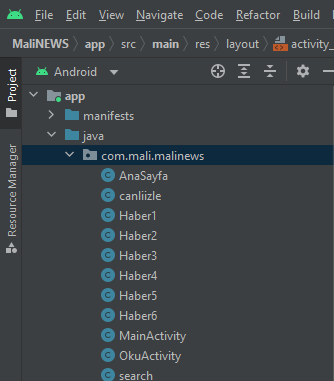 File Edit View Navigate Code Refactor Build
MaliNEWS app src main res layout activity_
Project
Resource Manager
Android
app
manifests
java
com.mali.malinews
AnaSayfa
canliizle
Haber1
Haber2
Haber3
Haber4
Haber5
Haber6
MainActivity
OkuActivity
search